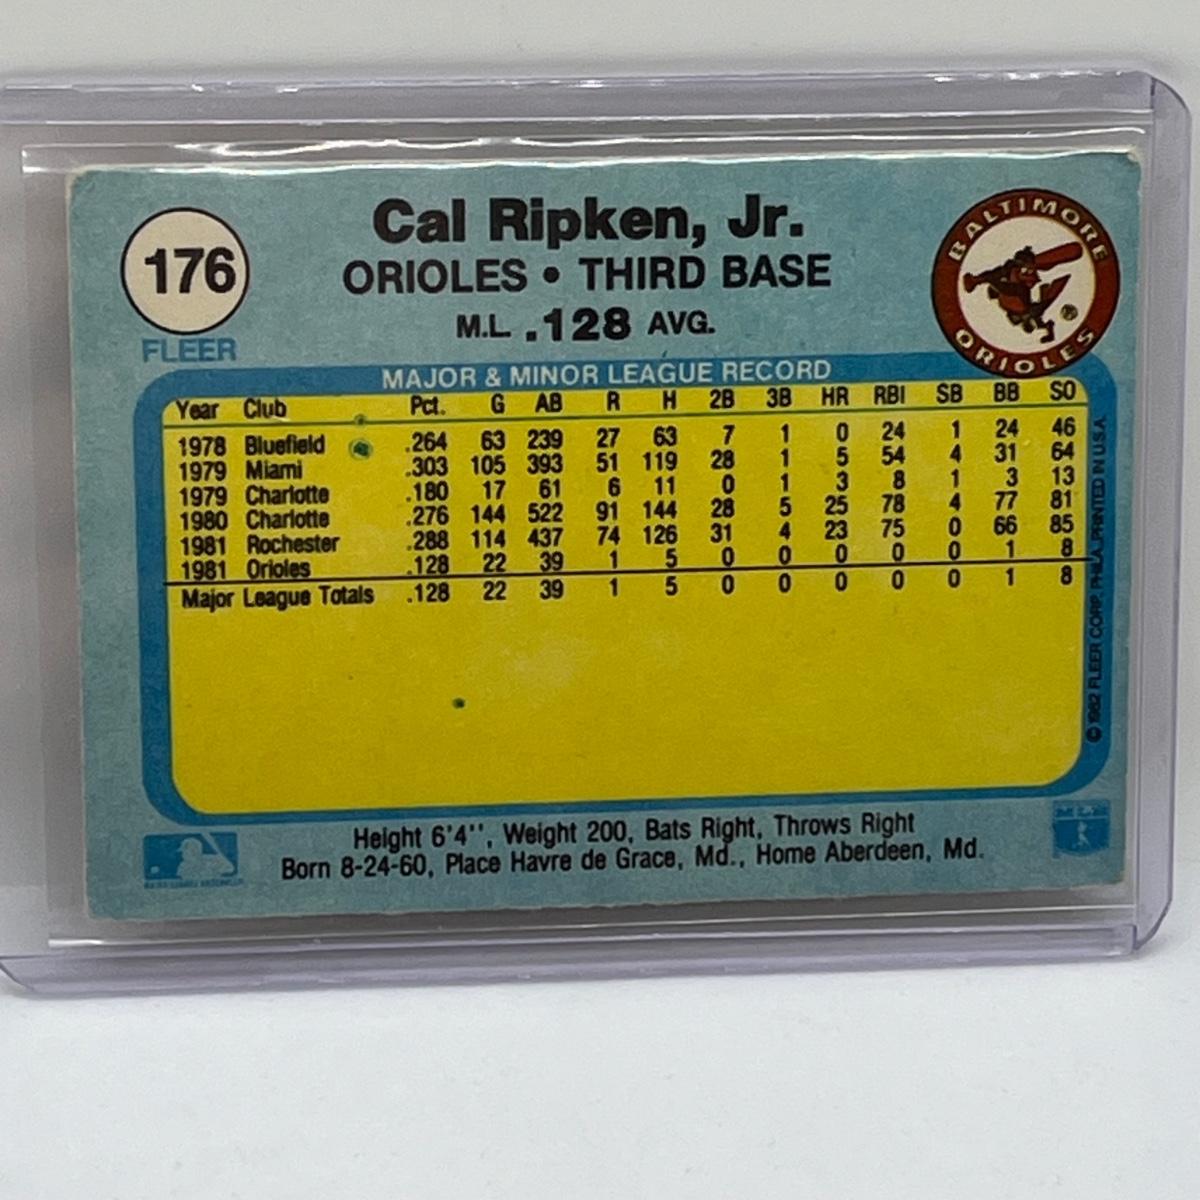 176
FLEER
Cal Ripken, Jr.
ORIOLES • THIRD BASE
M.L .128 AVG.
BALTIMORE
ORIOLES
®
MAJOR & MINOR LEAGUE RECORD
Year Club Pct. G AB R H 2B 3B HR RBI SB BB SO
1978 Bluefield .264 63 239 27 63 7 1 0 24 1 24 46
1979 Miami .303 105 393 51 119 28 1 5 54 4 31 64
1979 Charlotte .180 17 61 6 11 0 1 3 8 1 3 13
1980 Charlotte .276 144 522 91 144 28 5 25 78 4 77 81
1981 Rochester .288 114 437 74 126 31 4 23 75 0 66 85
1981 Orioles .128 22 39 1 5 0 0 0 0 0 1 8
Major League Totals .128 22 39 1 5 0 0 0 0 0 1 8
© 1982 FLEER CORP. PHILA. PRINTED IN U.S.A.
Height 6'4'', Weight 200, Bats Right, Throws Right
Born 8-24-60, Place Havre de Grace, Md., Home Aberdeen, Md.